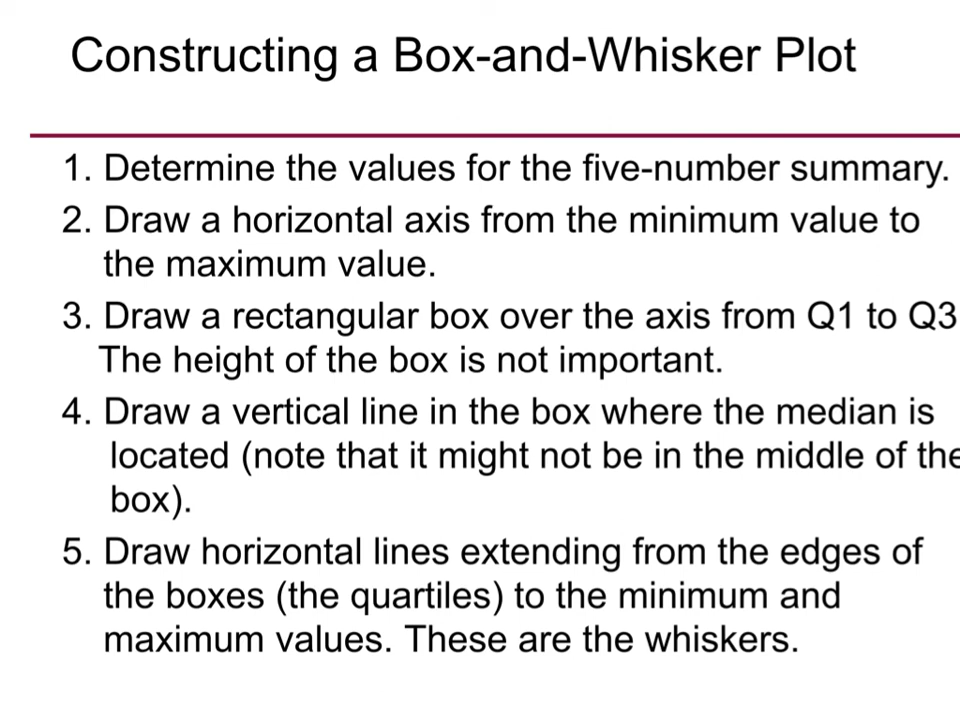 Constructing a Box-and-Whisker Plot
1. Determine the values for the five-number summary.
2. Draw a horizontal axis from the minimum value to
the maximum value.
3. Draw a rectangular box over the axis from Q1 to Q3
The height of the box is not important.
4. Draw a vertical line in the box where the median is
located (note that it might not be in the middle of the
box).
5. Draw horizontal lines extending from the edges of
the boxes (the quartiles) to the minimum and
maximum values. These are the whiskers.